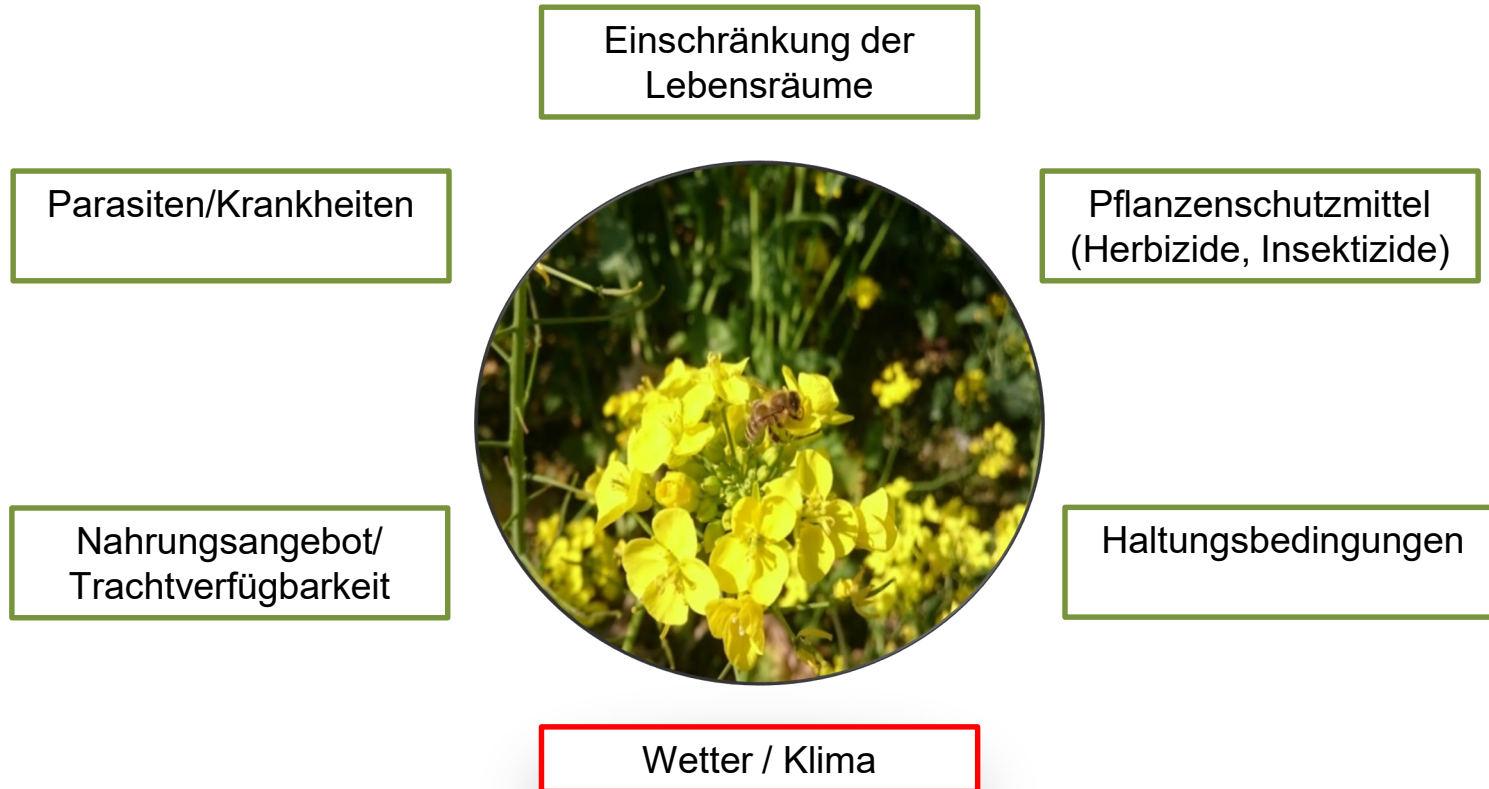 Einschränkung der
Lebensräume
Parasiten/Krankheiten
Pflanzenschutzmittel
(Herbizide, Insektizide)
Nahrungsangebot/
Trachtverfügbarkeit
Haltungsbedingungen
Wetter / Klima